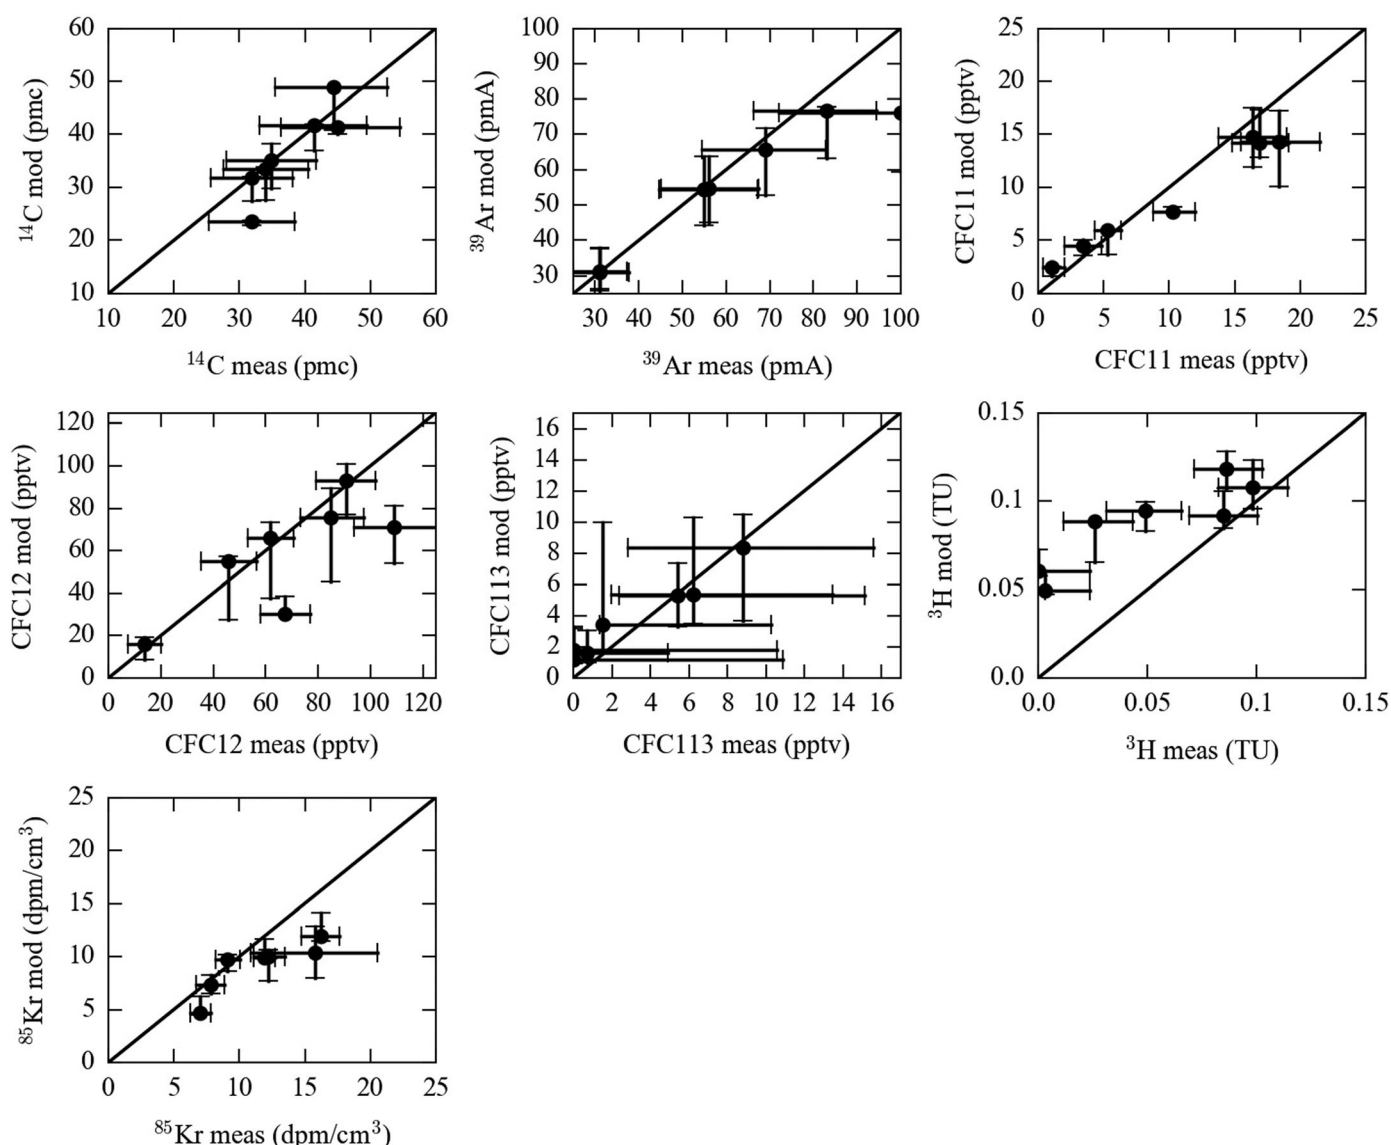 60
50
40
30
20
10
10 20 30 40 50 60
¹⁴C mod (pmc)
¹⁴C meas (pmc)
100
90
80
70
60
50
40
30
30 40 50 60 70 80 90 100
³⁹Ar mod (pmA)
³⁹Ar meas (pmA)
25
20
15
10
5
0
0 5 10 15 20 25
CFC11 mod (pptv)
CFC11 meas (pptv)
120
100
80
60
40
20
0
0 20 40 60 80 100 120
CFC12 mod (pptv)
CFC12 meas (pptv)
16
14
12
10
8
6
4
2
0
0 2 4 6 8 10 12 14 16
CFC113 mod (pptv)
CFC113 meas (pptv)
0.15
0.10
0.05
0.0
0.0 0.05 0.1 0.15
³H mod (TU)
³H meas (TU)
25
20
15
10
5
0
0 5 10 15 20 25
⁸⁵Kr mod (dpm/cm³)
⁸⁵Kr meas (dpm/cm³)